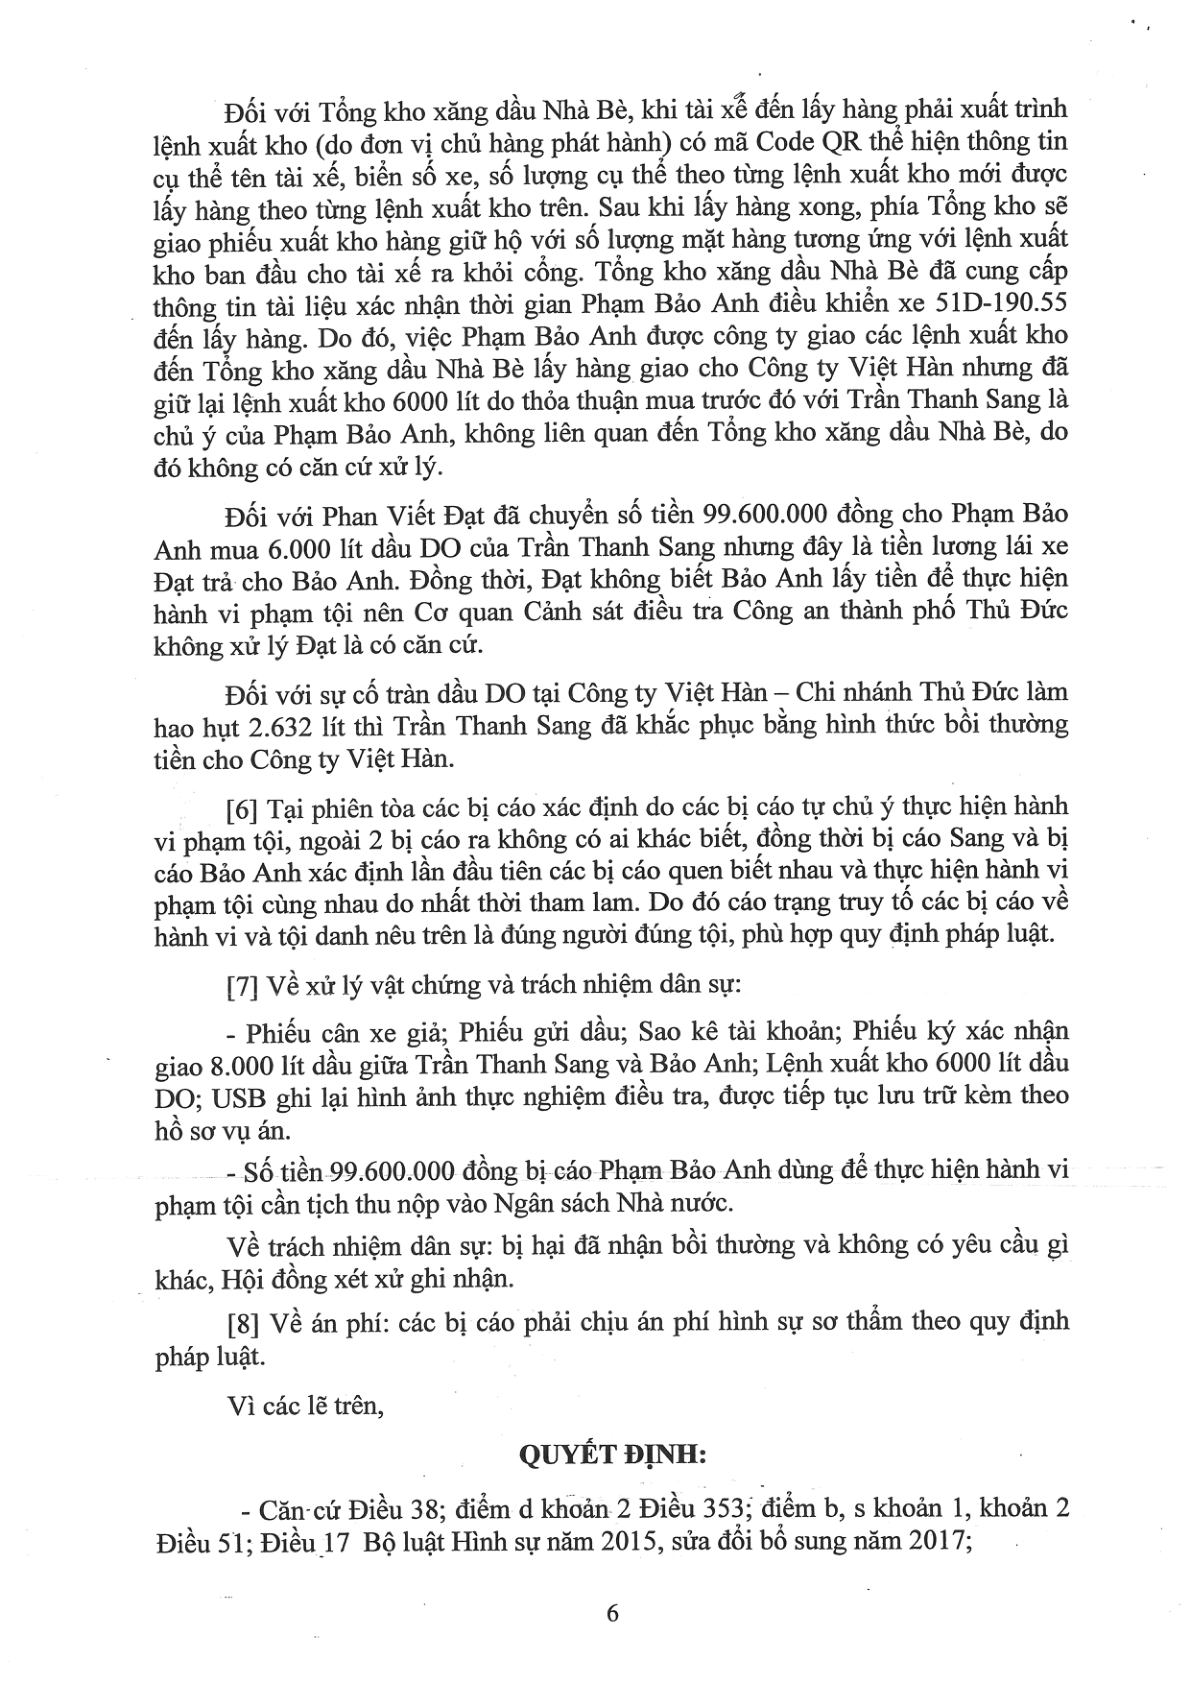 Đối với Tổng kho xăng dầu Nhà Bè, khi tài xế đến lấy hàng phải xuất trình
lệnh xuất kho (do đơn vị chủ hàng phát hành) có mã Code QR thể hiện thông tin
cụ thể tên tài xế, biển số xe, số lượng cụ thể theo từng lệnh xuất kho mới được
lấy hàng theo từng lệnh xuất kho trên. Sau khi lấy hàng xong, phía Tổng kho sẽ
giao phiếu xuất kho hàng giữ hộ với số lượng mặt hàng tương ứng với lệnh xuất
kho ban đầu cho tài xế ra khỏi cổng. Tổng kho xăng dầu Nhà Bè đã cung cấp
thông tin tài liệu xác nhận thời gian Phạm Bảo Anh điều khiển xe 51D-190.55
đến lấy hàng. Do đó, việc Phạm Bảo Anh được công ty giao các lệnh xuất kho
đến Tổng kho xăng dầu Nhà Bè lấy hàng giao cho Công ty Việt Hàn nhưng đã
giữ lại lệnh xuất kho 6000 lít do thỏa thuận mua trước đó với Trần Thanh Sang là
chủ ý của Phạm Bảo Anh, không liên quan đến Tổng kho xăng dầu Nhà Bè, do
đó không có căn cứ xử lý.
Đối với Phan Viết Đạt đã chuyển số tiền 99.600.000 đồng cho Phạm Bảo
Anh mua 6.000 lít dầu DO của Trần Thanh Sang nhưng đây là tiền lương lái xe
Đạt trả cho Bảo Anh. Đồng thời, Đạt không biết Bảo Anh lấy tiền để thực hiện
hành vi phạm tội nên Cơ quan Cảnh sát điều tra Công an thành phố Thủ Đức
không xử lý Đạt là có căn cứ.
Đối với sự cố tràn dầu DO tại Công ty Việt Hàn – Chi nhánh Thủ Đức làm
hao hụt 2.632 lít thì Trần Thanh Sang đã khắc phục bằng hình thức bồi thường
tiền cho Công ty Việt Hàn.
[6] Tại phiên tòa các bị cáo xác định do các bị cáo tự chủ ý thực hiện hành
vi phạm tội, ngoài 2 bị cáo ra không có ai khác biết, đồng thời bị cáo Sang và bị
cáo Bảo Anh xác định lần đầu tiên các bị cáo quen biết nhau và thực hiện hành vi
phạm tội cùng nhau do nhất thời tham lam. Do đó cáo trạng truy tố các bị cáo về
hành vi và tội danh nêu trên là đúng người đúng tội, phù hợp quy định pháp luật.
[7] Về xử lý vật chứng và trách nhiệm dân sự:
- Phiếu cân xe giả; Phiếu gửi dầu; Sao kê tài khoản; Phiếu ký xác nhận
giao 8.000 lít dầu giữa Trần Thanh Sang và Bảo Anh; Lệnh xuất kho 6000 lít dầu
DO; USB ghi lại hình ảnh thực nghiệm điều tra, được tiếp tục lưu trữ kèm theo
hồ sơ vụ án.
- Số tiền 99.600.000 đồng bị cáo Phạm Bảo Anh dùng để thực hiện hành vi
phạm tội cần tịch thu nộp vào Ngân sách Nhà nước.
Về trách nhiệm dân sự: bị hại đã nhận bồi thường và không có yêu cầu gì
khác, Hội đồng xét xử ghi nhận.
[8] Về án phí: các bị cáo phải chịu án phí hình sự sơ thẩm theo quy định
pháp luật.
Vì các lẽ trên,
QUYẾT ĐỊNH:
- Căn cứ Điều 38; điểm d khoản 2 Điều 353; điểm b, s khoản 1, khoản 2
Điều 51; Điều 17 Bộ luật Hình sự năm 2015, sửa đổi bổ sung năm 2017;
6